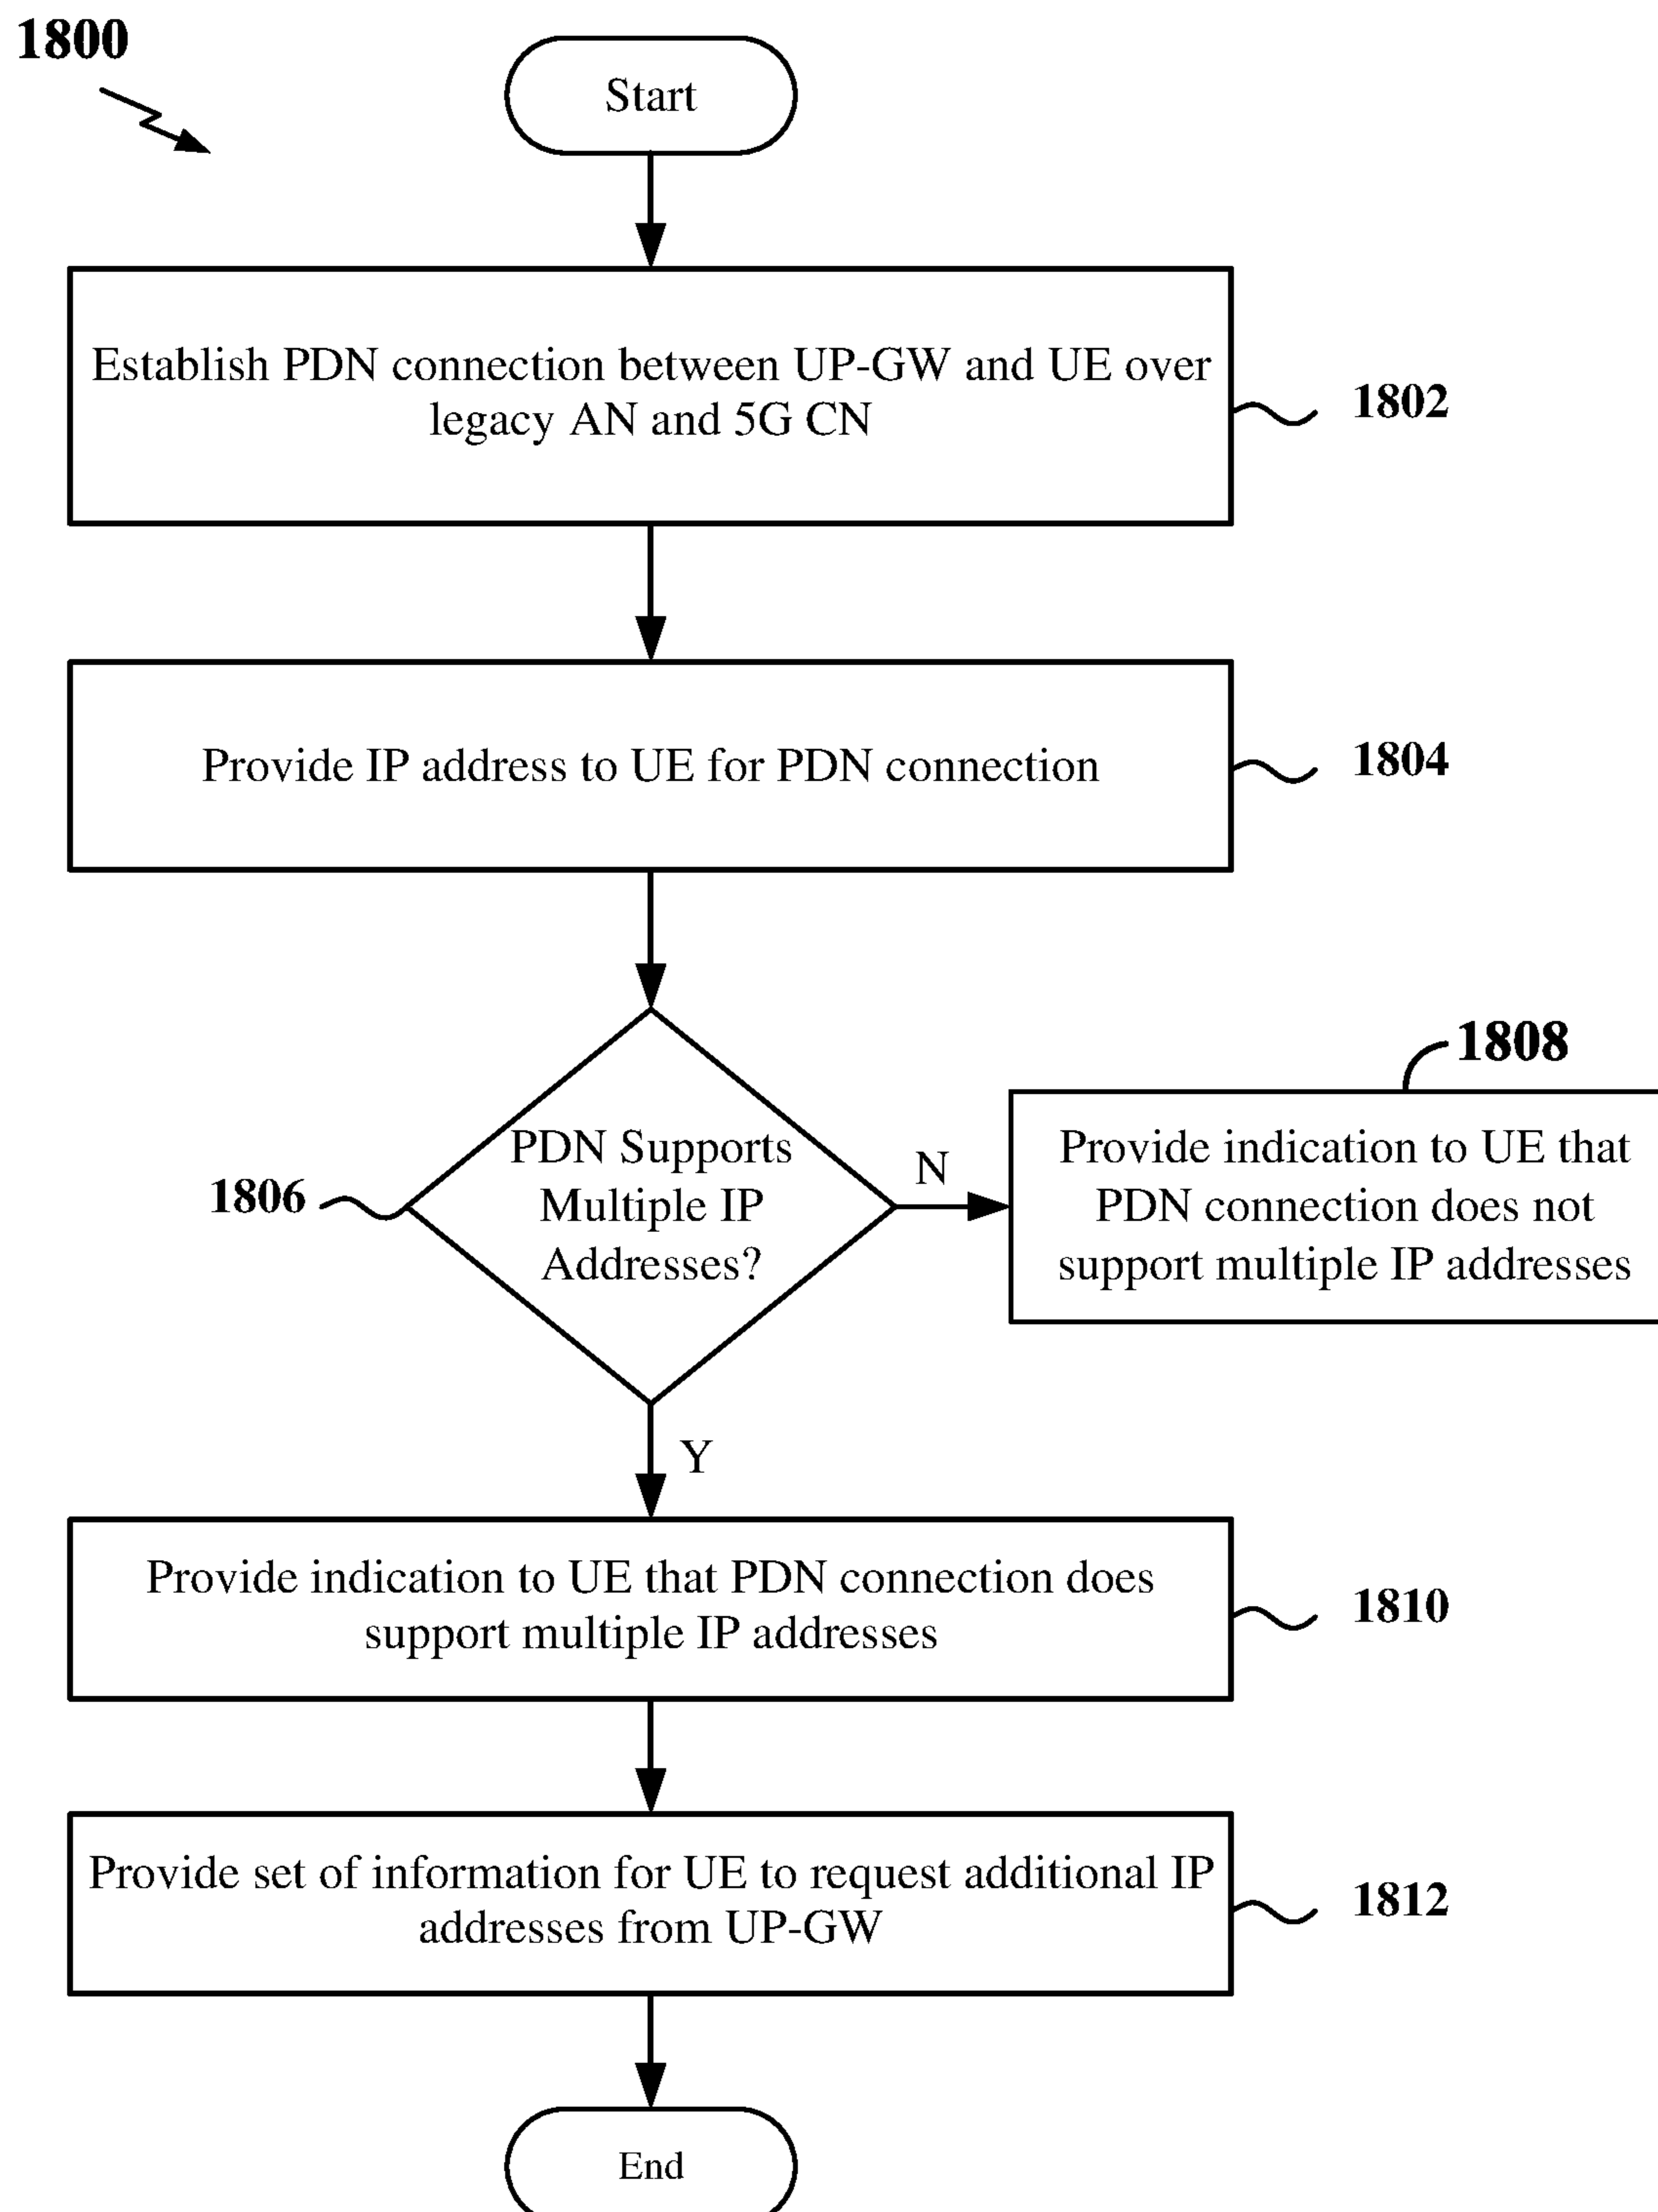 1800
Start
Establish PDN connection between UP-GW and UE over
legacy AN and 5G CN
1802
Provide IP address to UE for PDN connection
1804
PDN Supports
Multiple IP
Addresses?
1806
N
1808
Provide indication to UE that
PDN connection does not
support multiple IP addresses
Y
Provide indication to UE that PDN connection does
support multiple IP addresses
1810
Provide set of information for UE to request additional IP
addresses from UP-GW
1812
End